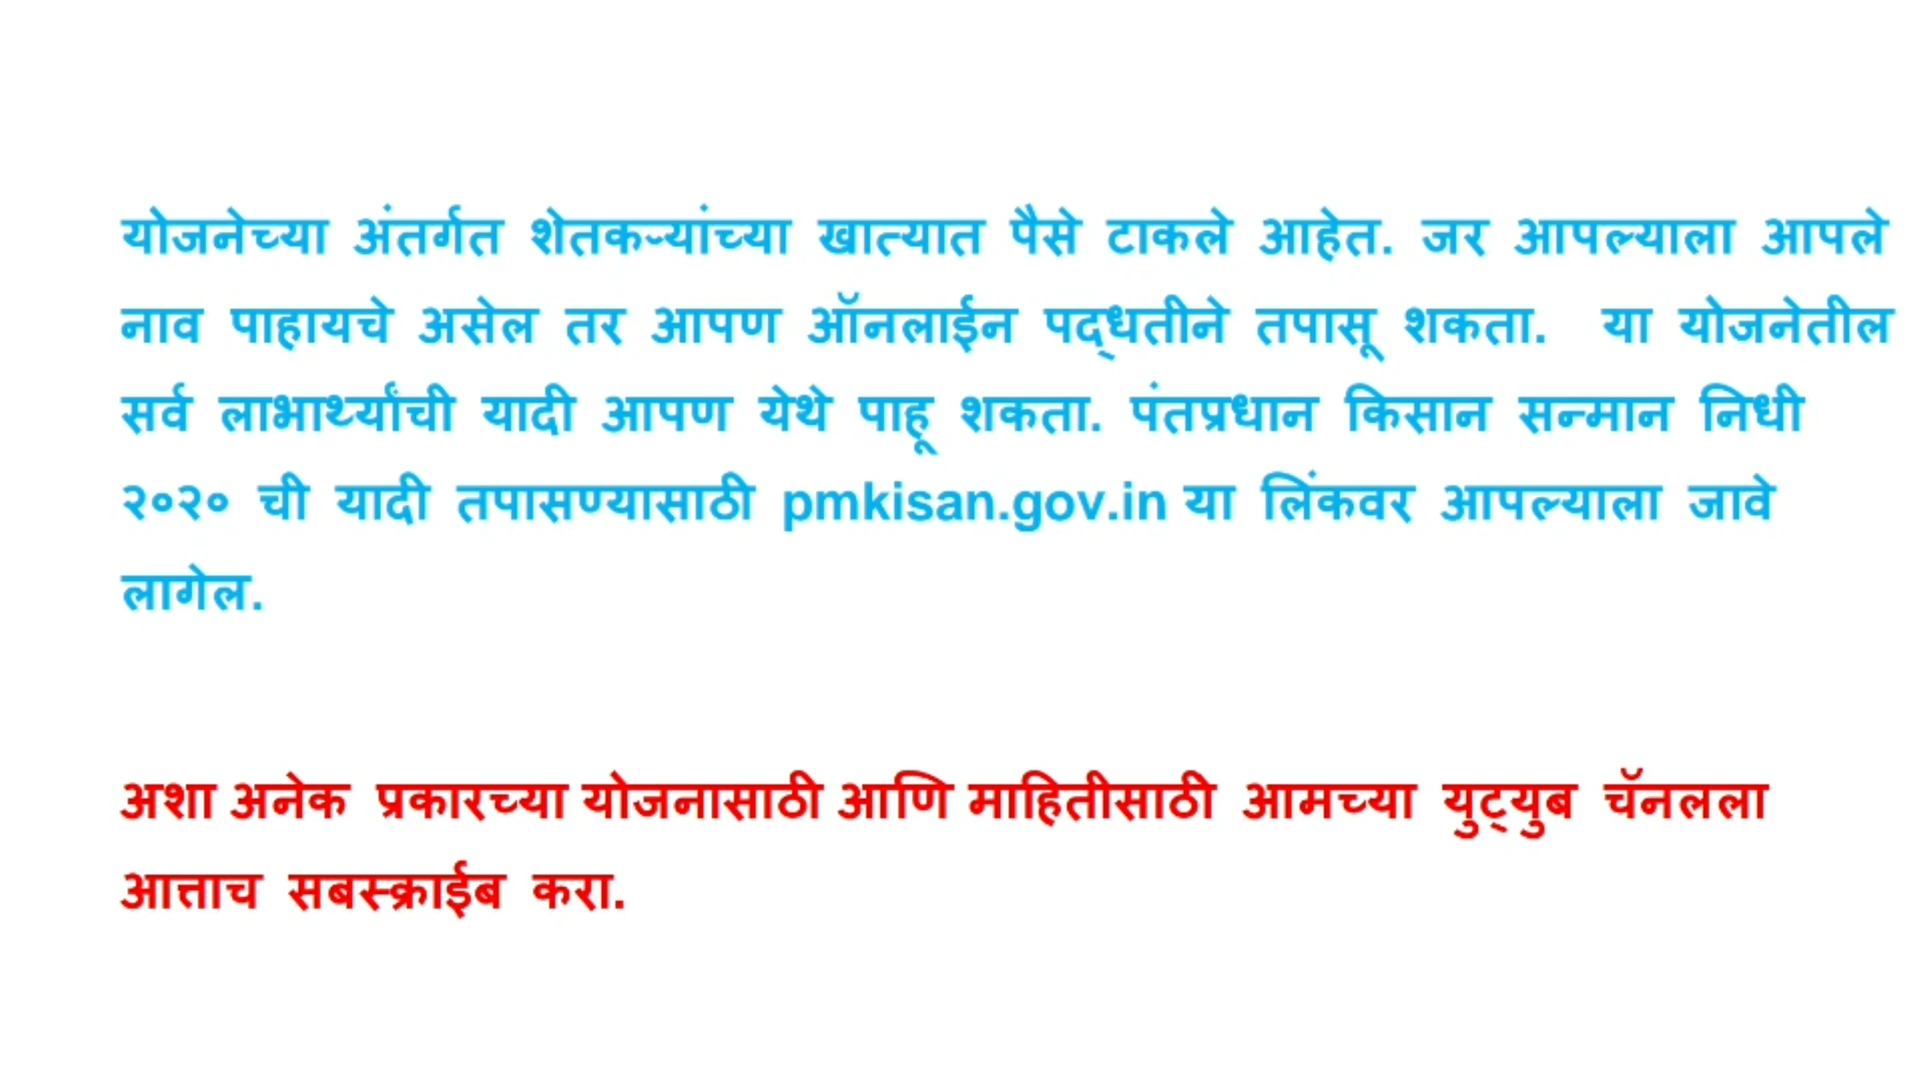 योजनेच्या अंतर्गत शेतकऱ्यांच्या खात्यात पैसे टाकले आहेत. जर आपल्याला आपले
नाव पाहायचे असेल तर आपण ऑनलाईन पद्धतीने तपासू शकता. या योजनेतील
सर्व लाभार्थ्यांची यादी आपण येथे पाहू शकता. पंतप्रधान किसान सन्मान निधी
२०२० ची यादी तपासण्यासाठी pmkisan.gov.in या लिंकवर आपल्याला जावे
लागेल.
अशा अनेक प्रकारच्या योजनासाठी आणि माहितीसाठी आमच्या युट्युब चॅनलला
आत्ताच सबस्क्राईब करा.